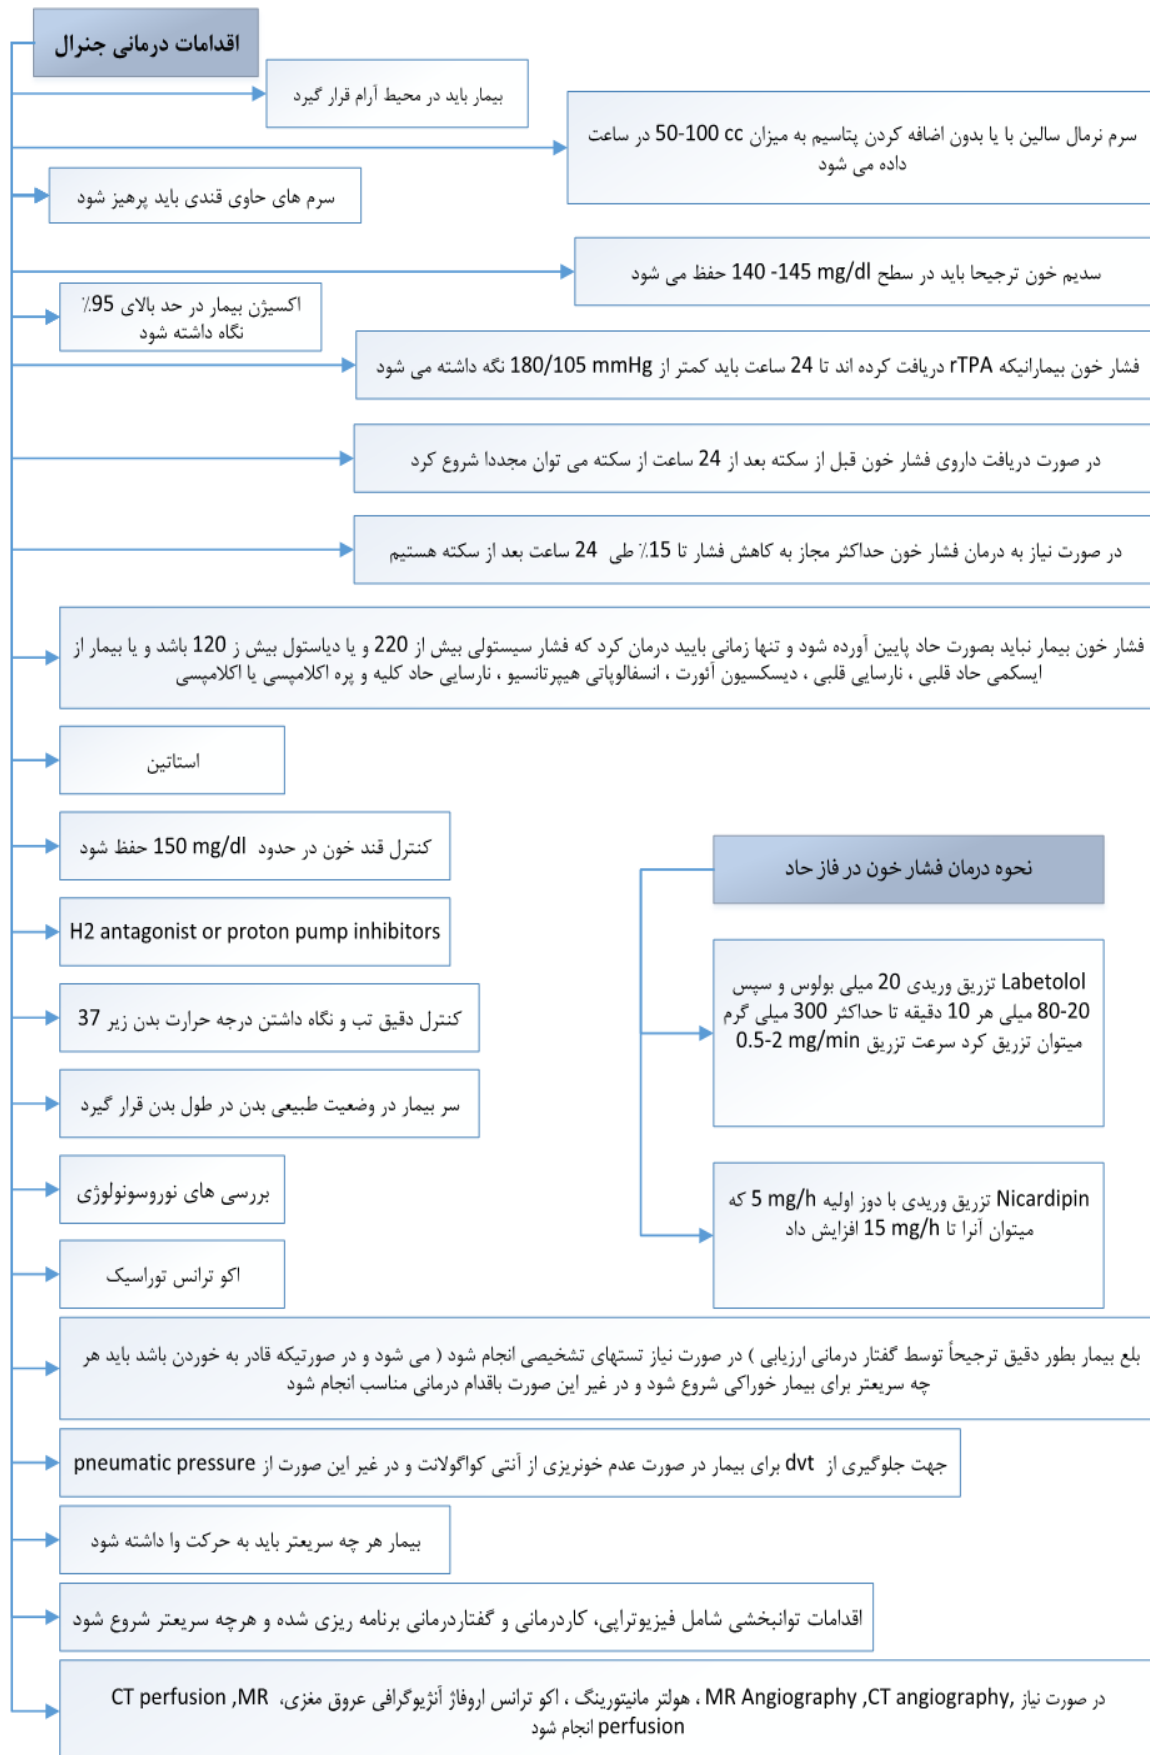 اقدامات درمانی جنرال
بیمار باید در محیط آرام قرار گیرد
سرم نرمال سالین با یا بدون اضافه کردن پتاسیم به میزان 50-100 cc در ساعت
داده می شود
سرم های حاوی قندی باید پرهیز شود
سدیم خون ترجیحا باید در سطح 140 -145 mg/dl حفظ می شود
اکسیژن بیمار در حد بالای 95٪
نگاه داشته شود
فشار خون بیمارانیکه rTPA دریافت کرده اند تا 24 ساعت باید کمتر از 180/105 mmHg نگه داشته می شود
در صورت دریافت داروی فشار خون قبل از سکته بعد از 24 ساعت از سکته می توان مجددا شروع کرد
در صورت نیاز به درمان فشار خون حداکثر مجاز به کاهش فشار تا 15٪ طی 24 ساعت بعد از سکته هستیم
فشار خون بیمار نباید بصورت حاد پایین آورده شود و تنها زمانی بایید درمان کرد که فشار سیستولی بیش از 220 و یا دیاستول بیش ز 120 باشد و یا بیمار از
ایسکمی حاد قلبی ، نارسایی قلبی ، دیسکسیون آئورت ، انسفالوپاتی هیپرتانسیو ، نارسایی حاد کلیه و پره اکلامپسی یا اکلامپسی
استاتین
کنترل قند خون در حدود 150 mg/dl حفظ شود
H2 antagonist or proton pump inhibitors
کنترل دقیق تب و نگاه داشتن درجه حرارت بدن زیر 37
سر بیمار در وضعیت طبیعی بدن در طول بدن قرار گیرد
بررسی های نوروسونولوژی
اکو ترانس توراسیک
نحوه درمان فشار خون در فاز حاد
Labetolol تزریق وریدی 20 میلی بولوس و سپس
80-20 میلی هر 10 دقیقه تا حداکثر 300 میلی گرم
میتوان تزریق کرد سرعت تزریق 0.5-2 mg/min
Nicardipin تزریق وریدی با دوز اولیه 5 mg/h که
میتوان آنرا تا 15 mg/h افزایش داد
بلع بیمار بطور دقیق ترجیحاً توسط گفتار درمانی ارزیابی ) در صورت نیاز تستهای تشخیصی انجام شود ( می شود و در صورتیکه قادر به خوردن باشد باید هر
چه سریعتر برای بیمار خوراکی شروع شود و در غیر این صورت باقدام درمانی مناسب انجام شود
جهت جلوگیری از dvt برای بیمار در صورت عدم خونریزی از آنتی کواگولانت و در غیر این صورت از pneumatic pressure
بیمار هر چه سریعتر باید به حرکت وا داشته شود
اقدامات توانبخشی شامل فیزیوتراپی، کاردرمانی و گفتاردرمانی برنامه ریزی شده و هرچه سریعتر شروع شود
در صورت نیاز MR Angiography ,CT angiography, ، هولتر مانیتورینگ ، اکو ترانس اروفاژ آنژیوگرافی عروق مغزی، CT perfusion ,MR
perfusion انجام شود